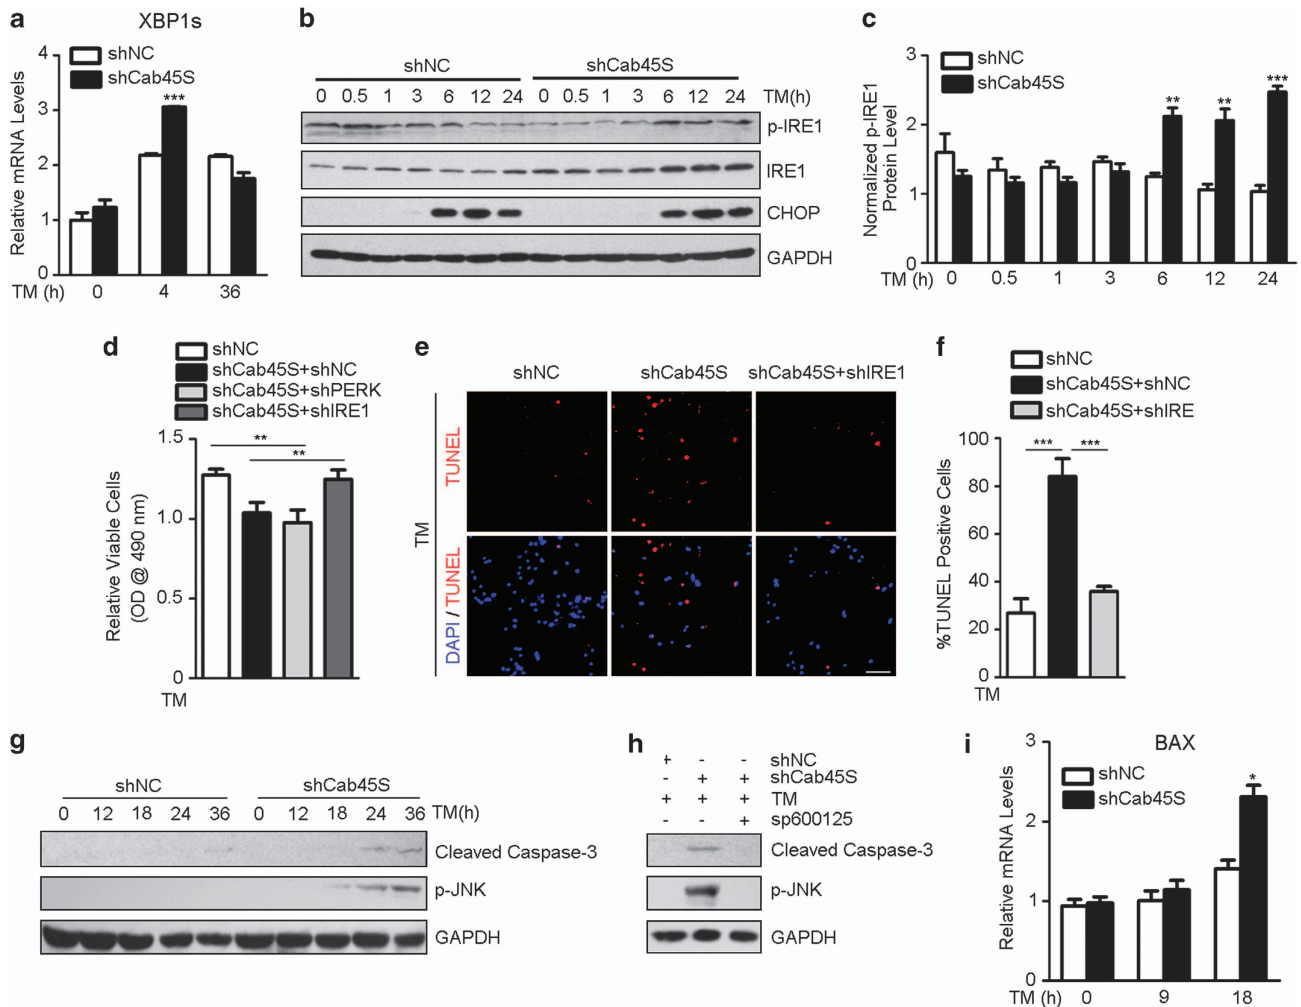 a
XBP1s
shNC
shCab45S
Relative mRNA Levels
4
3
2
1
0
***
TM (h) 0 4 36
b
shNC shCab45S
0 0.5 1 3 6 12 24 0 0.5 1 3 6 12 24 TM(h)
p-IRE1
IRE1
CHOP
GAPDH
c
shNC
shCab45S
Normalized p-IRE1
Protein Level
3
2
1
0
** ** ***
TM (h) 0 0.5 1 3 6 12 24
d
shNC
shCab45S+shNC
shCab45S+shPERK
shCab45S+shIRE1
Relative Viable Cells
(OD @ 490 nm)
1.5
1.0
0.5
0
**
**
TM
e
shNC shCab45S shCab45S+shIRE1
TM
TUNEL
DAPI / TUNEL
f
shNC
shCab45S+shNC
shCab45S+shIRE
%TUNEL Positive Cells
100
80
60
40
20
0
*** ***
TM
g
shNC shCab45S
0 12 18 24 36 0 12 18 24 36 TM(h)
Cleaved Caspase-3
p-JNK
GAPDH
h
+ - - shNC
- + + shCab45S
+ + + TM
- - + sp600125
Cleaved Caspase-3
p-JNK
GAPDH
i
BAX
shNC
shCab45S
Relative mRNA Levels
3
2
1
0
*
TM (h) 0 9 18